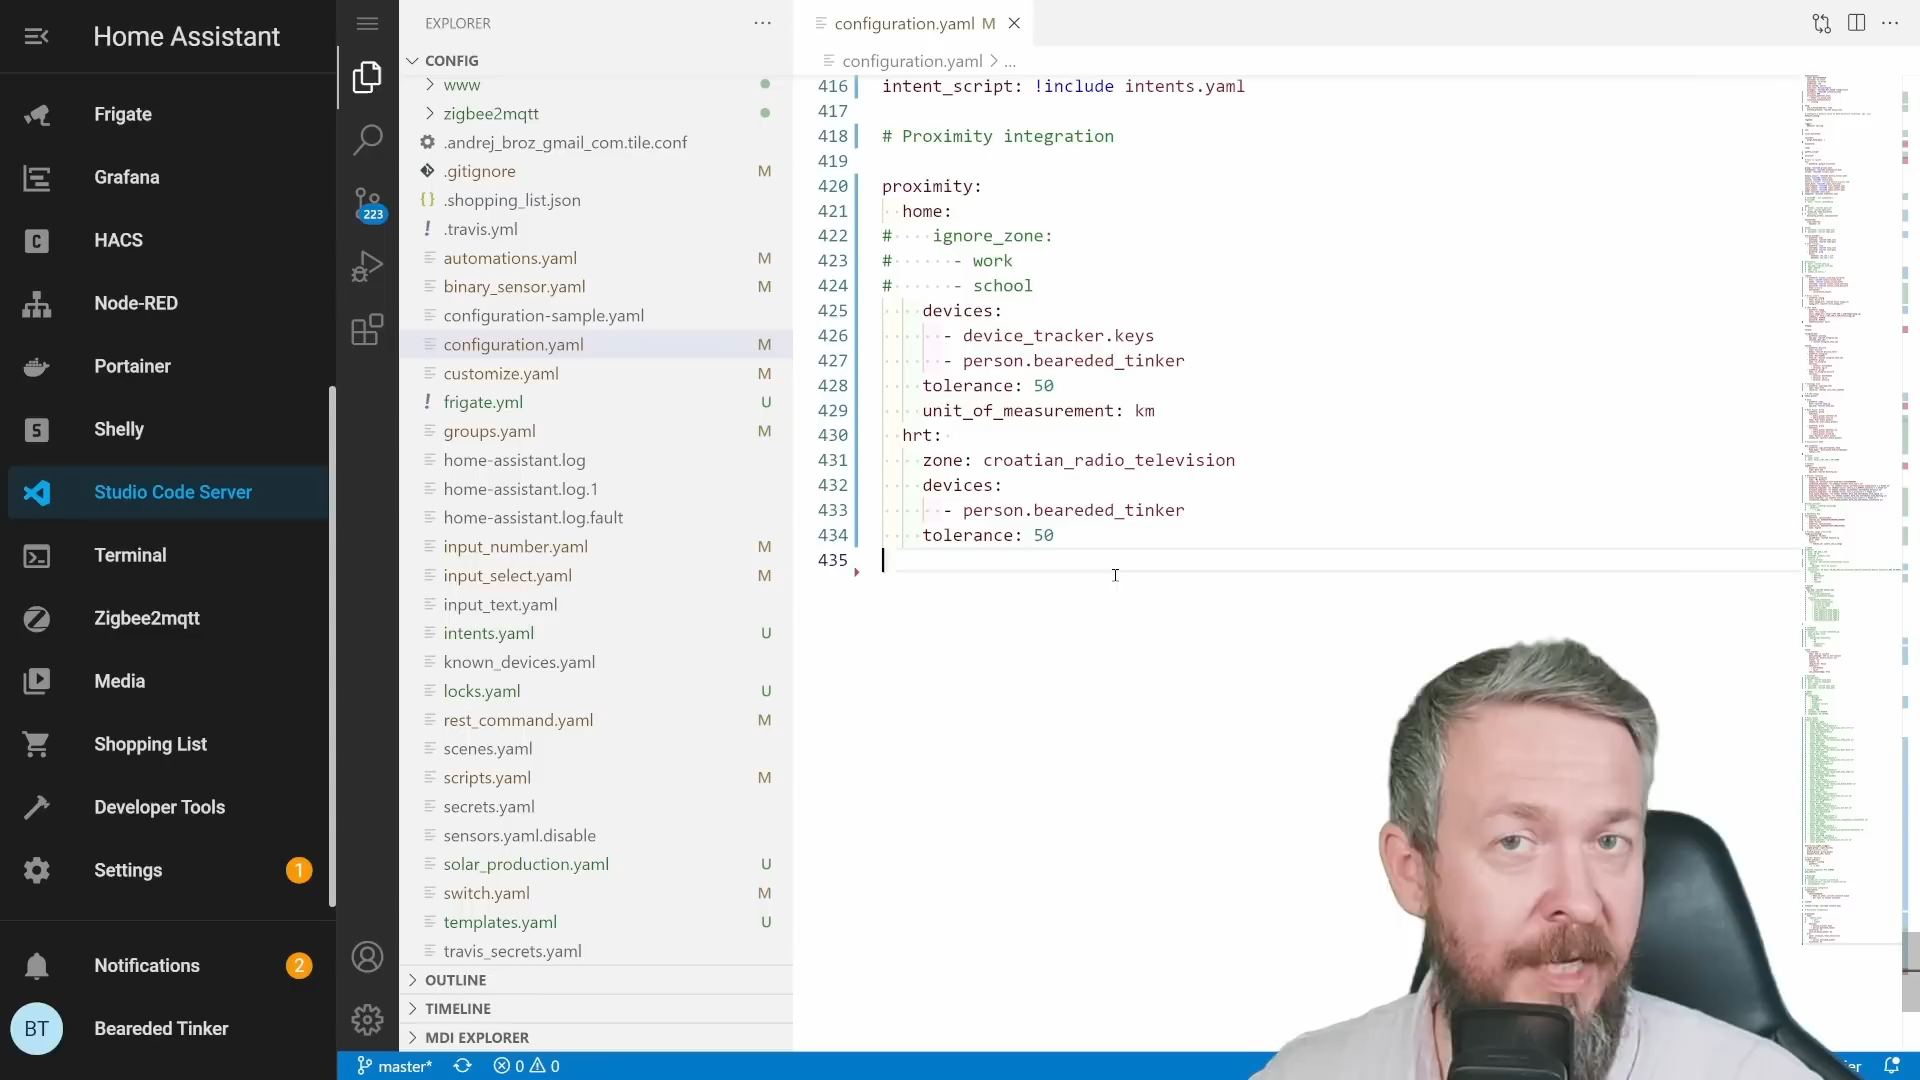 Home Assistant
Frigate
Grafana
HACS
Node-RED
Portainer
Shelly
Studio Code Server
Terminal
Zigbee2mqtt
Media
Shopping List
Developer Tools
Settings 1
Notifications 2
BT Beareded Tinker
223
EXPLORER
CONFIG
www
zigbee2mqtt
.andrej_broz_gmail_com.tile.conf
.gitignore M
.shopping_list.json
.travis.yml
automations.yaml M
binary_sensor.yaml M
configuration-sample.yaml
configuration.yaml M
customize.yaml M
frigate.yml U
groups.yaml M
home-assistant.log
home-assistant.log.1
home-assistant.log.fault
input_number.yaml M
input_select.yaml M
input_text.yaml
intents.yaml U
known_devices.yaml
locks.yaml U
rest_command.yaml M
scenes.yaml
scripts.yaml M
secrets.yaml
sensors.yaml.disable
solar_production.yaml U
switch.yaml M
templates.yaml U
travis_secrets.yaml
OUTLINE
TIMELINE
MDI EXPLORER
configuration.yaml M
configuration.yaml > ...
416 intent_script: !include intents.yaml
417
418 # Proximity integration
419
420 proximity:
421 home:
422 # ignore_zone:
423 # - work
424 # - school
425 devices:
426 - device_tracker.keys
427 - person.beareded_tinker
428 tolerance: 50
429 unit_of_measurement: km
430 hrt:
431 zone: croatian_radio_television
432 devices:
433 - person.beareded_tinker
434 tolerance: 50
435
master* 0 0